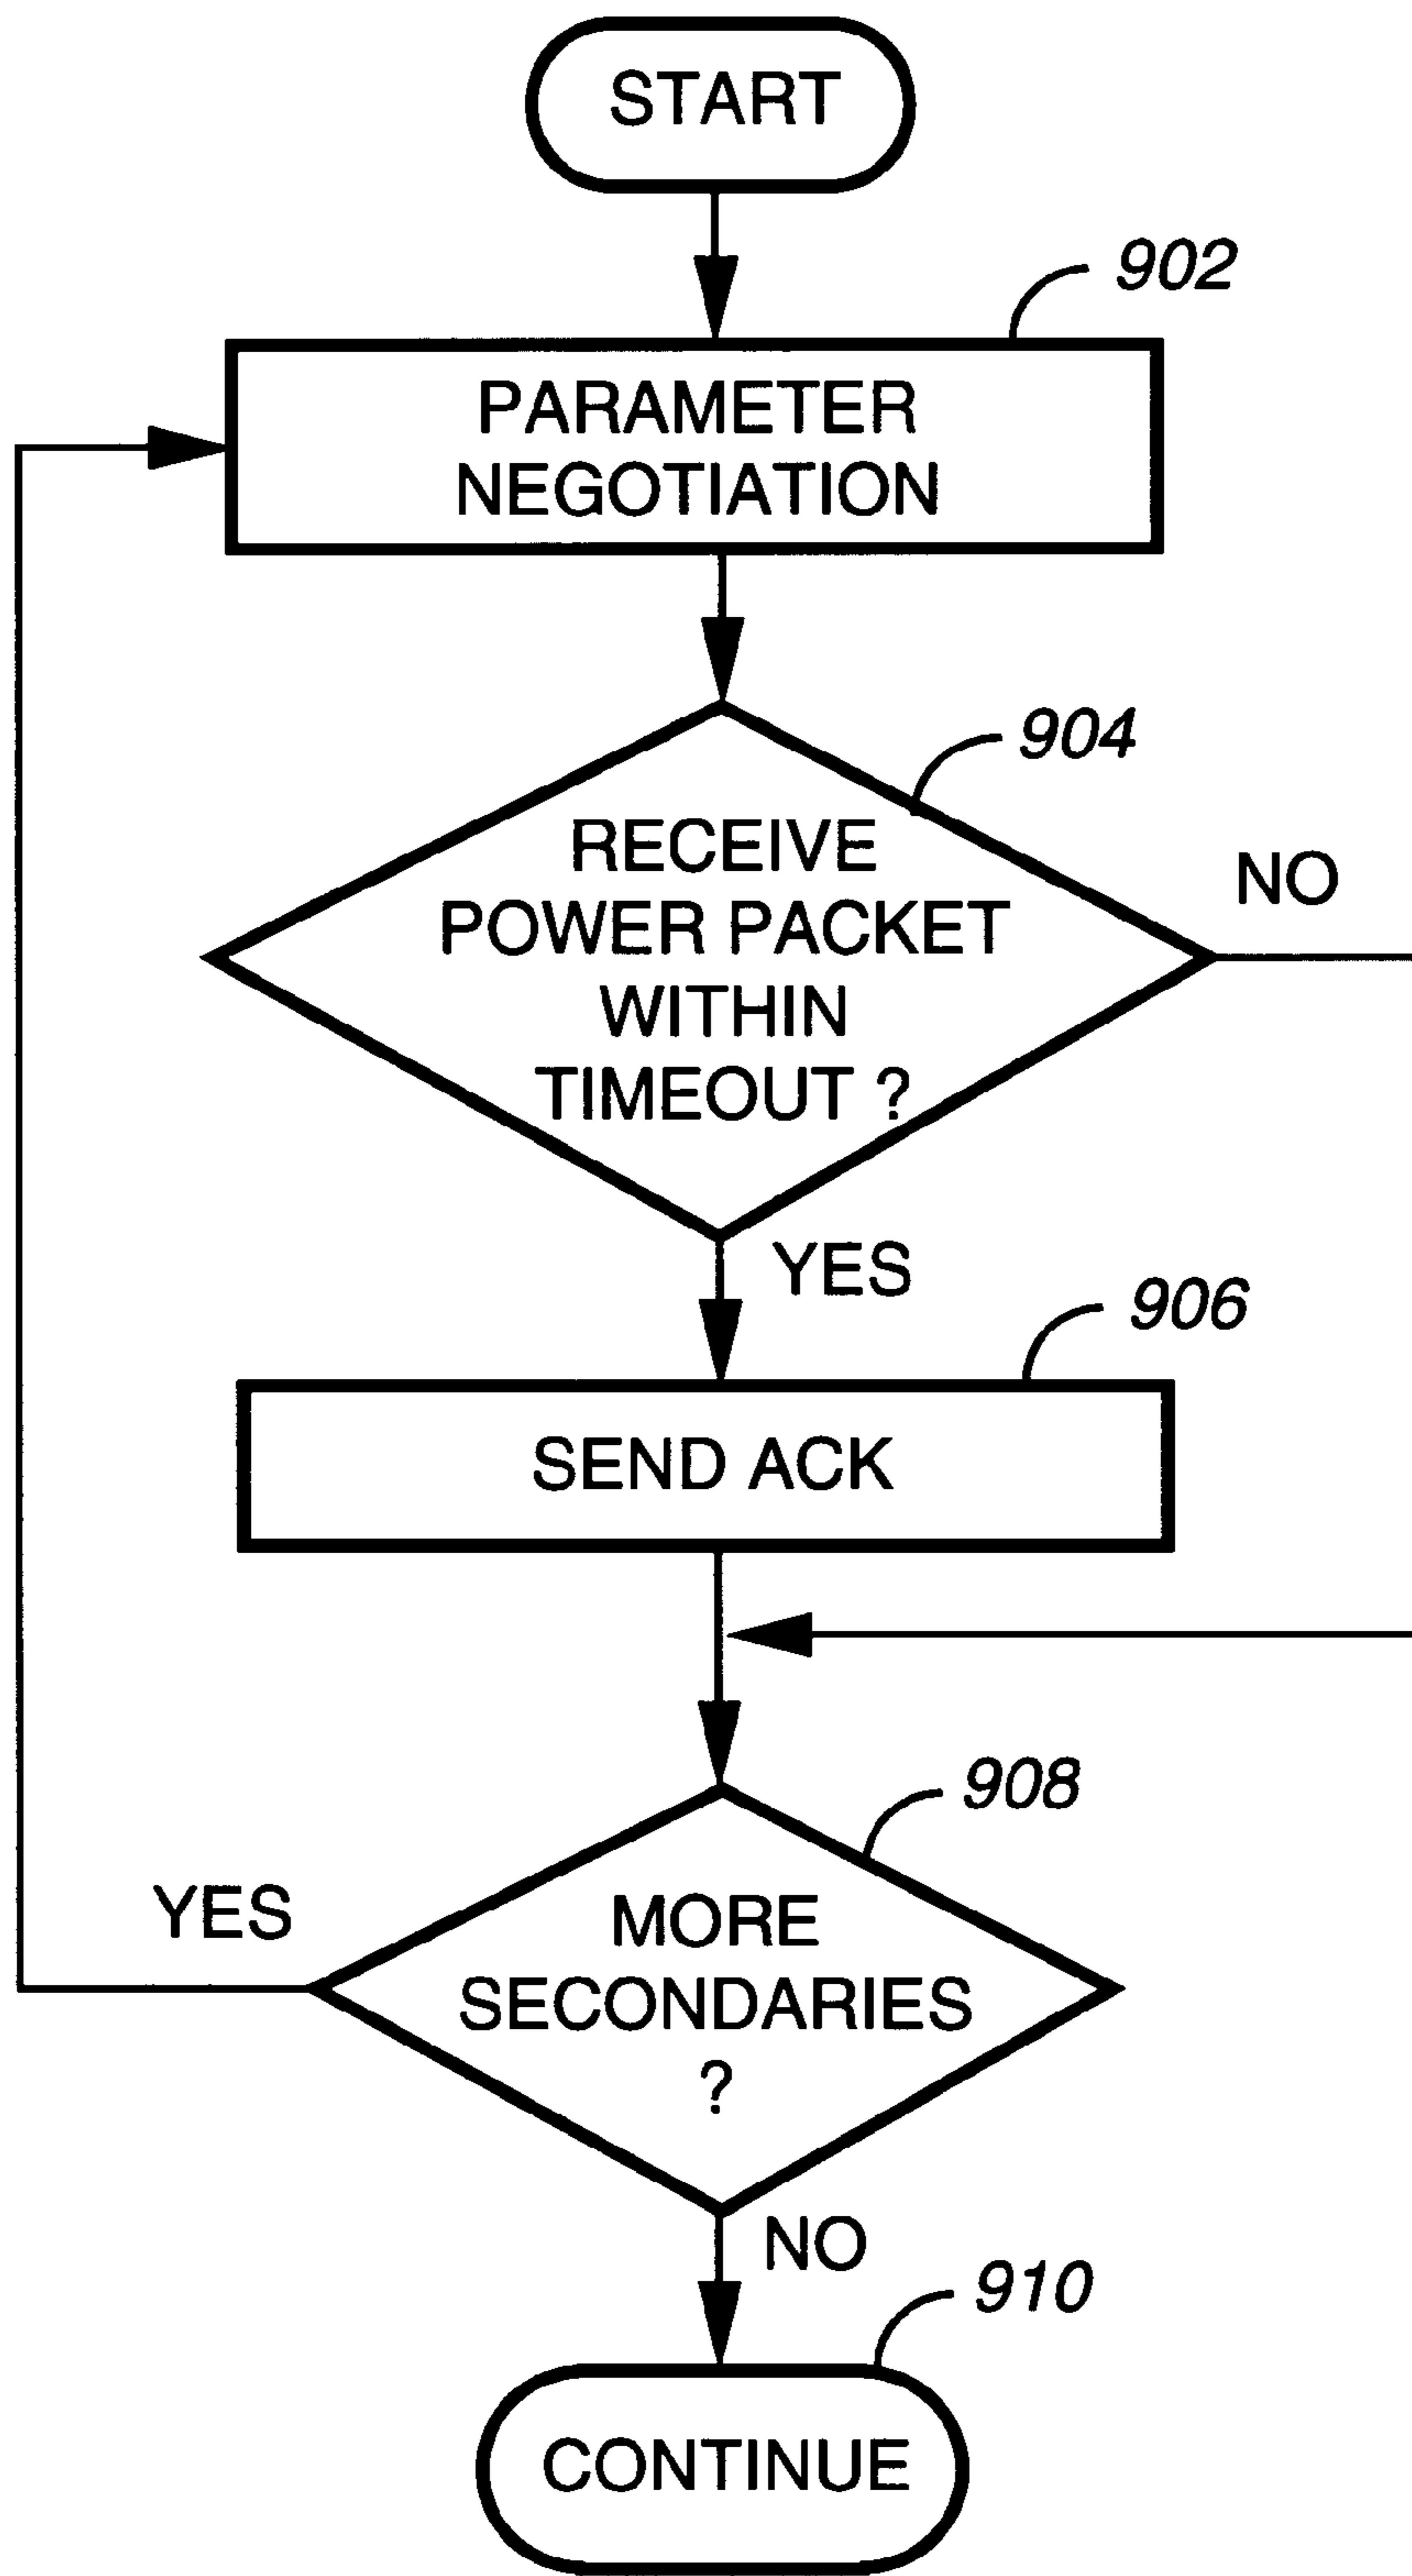 START
902
PARAMETER
NEGOTIATION
904
RECEIVE
POWER PACKET
WITHIN
TIMEOUT ?
NO
YES
906
SEND ACK
908
YES
MORE
SECONDARIES
?
NO
910
CONTINUE